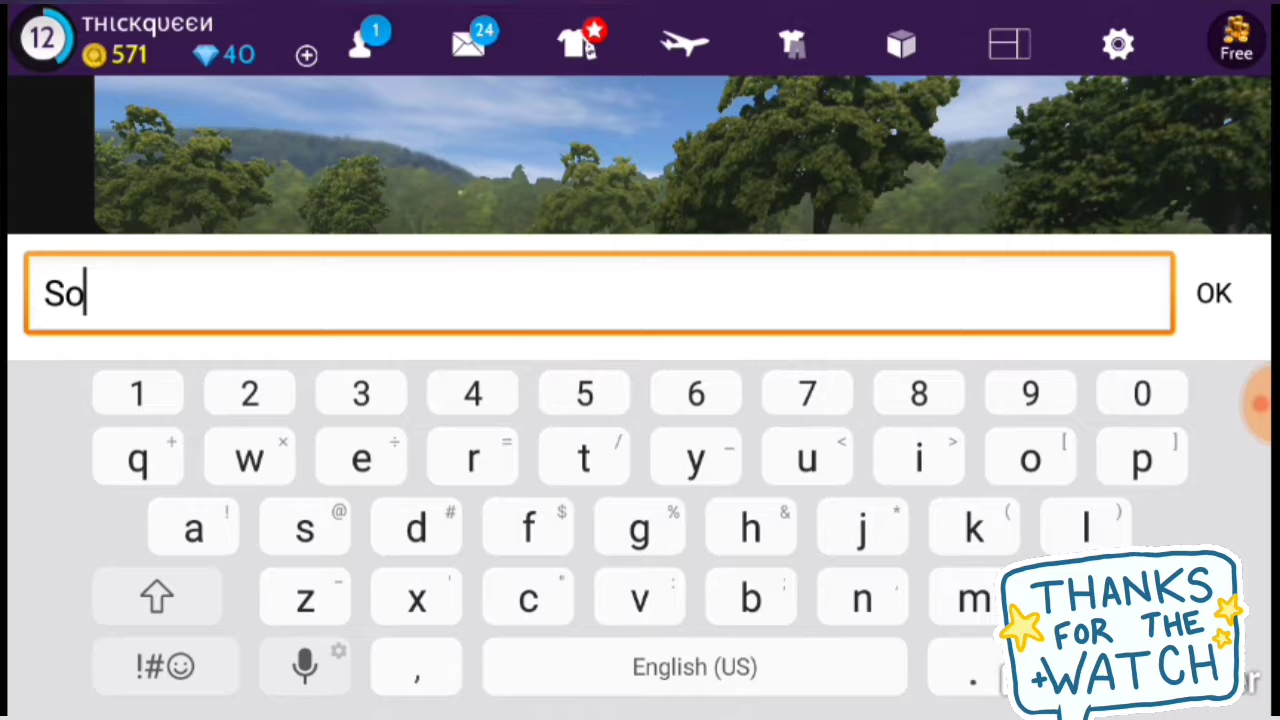 12
тнιcĸqυєєи
571
40
1
24
Free
So
OK
1 2 3 4 5 6 7 8 9 0
q + w × e ÷ r = t / y _ u < i > o [ p ]
a ! s @ d # f $ g % h & j * k ( l )
z - x ' c " v : b ; n , m
!#☺ , English (US) .
THANKS
FOR THE
WATCH